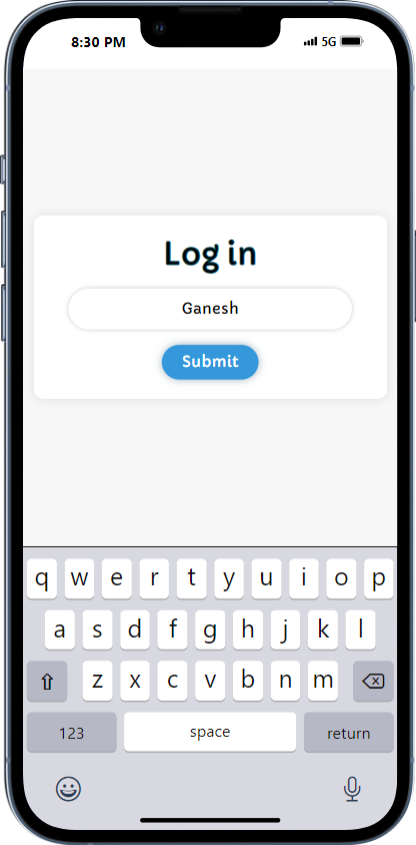 8:30 PM 5G
Log in
Ganesh
Submit
q w e r t y u i o p
a s d f g h j k l
z x c v b n m
123 space return